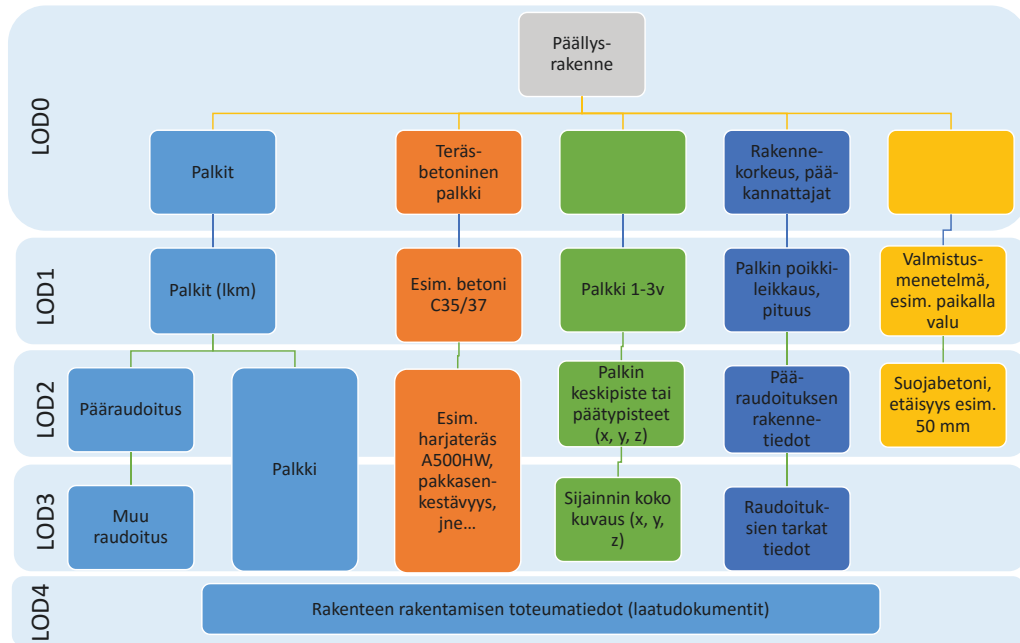 Päällys-
rakenne
LOD0
Palkit
Teräs-
betoninen
palkki
Rakenne-
korkeus, pää-
kannattajat
LOD1
Palkit (lkm)
Esim. betoni
C35/37
Palkki 1-3v
Palkin poikki-
leikkaus,
pituus
Valmistus-
menetelmä,
esim. paikalla
valu
LOD2
Pääraudoitus
Palkki
Esim.
harjateräs
A500HW,
pakkasen-
kestävyys,
jne…
Palkin
keskipiste tai
päätypisteet
(x, y, z)
Pää-
raudoituksen
rakenne-
tiedot
Suojabetoni,
etäisyys esim.
50 mm
LOD3
Muu
raudoitus
Sijainnin koko
kuvaus (x, y,
z)
Raudoituk-
sien tarkat
tiedot
LOD4
Rakenteen rakentamisen toteumatiedot (laatudokumentit)